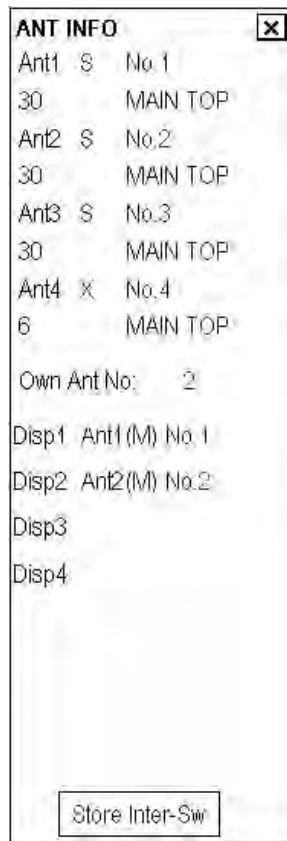 ANT INFO X
Ant1 S No.1
30 MAIN TOP
Ant2 S No.2
30 MAIN TOP
Ant3 S No.3
30 MAIN TOP
Ant4 X No.4
6 MAIN TOP
Own Ant No: 2
Disp1 Ant1(M) No.1
Disp2 Ant2(M) No.2
Disp3
Disp4
Store Inter-Sw